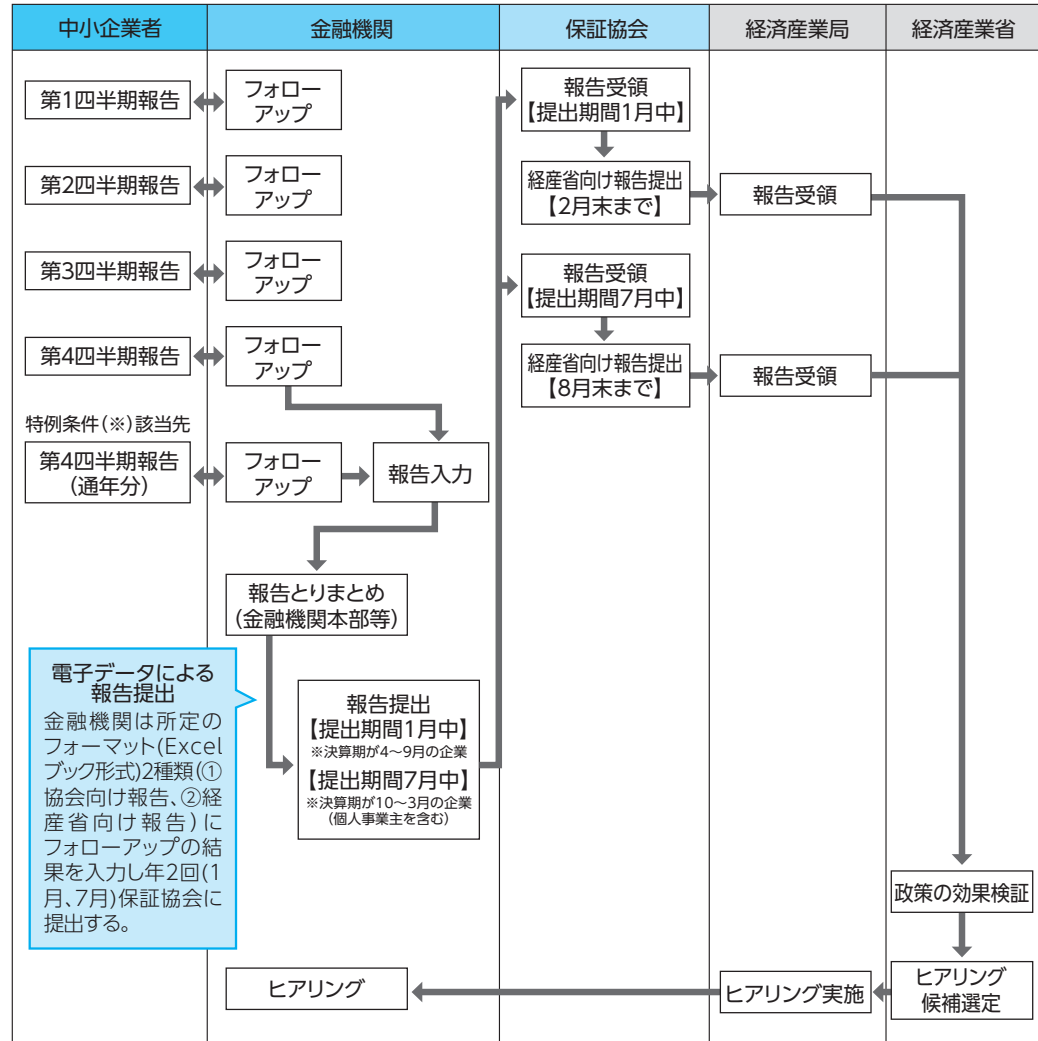 中小企業者
金融機関
保証協会
経済産業局
経済産業省
第1四半期報告
フォロー
アップ
第2四半期報告
フォロー
アップ
第3四半期報告
フォロー
アップ
第4四半期報告
フォロー
アップ
特例条件(※)該当先
第4四半期報告
(通年分)
フォロー
アップ
報告入力
報告とりまとめ
(金融機関本部等)
電子データによる
報告提出
金融機関は所定の
フォーマット(Excel
ブック形式)2種類(①
協会向け報告、②経
産省向け報告)に
フォローアップの結
果を入力し年2回(1
月、7月)保証協会に
提出する。
報告提出
【提出期間1月中】
※決算期が4〜9月の企業
【提出期間7月中】
※決算期が10〜3月の企業
(個人事業主を含む)
報告受領
【提出期間1月中】
経産省向け報告提出
【2月末まで】
報告受領
報告受領
【提出期間7月中】
経産省向け報告提出
【8月末まで】
報告受領
政策の効果検証
ヒアリング
候補選定
ヒアリング実施
ヒアリング